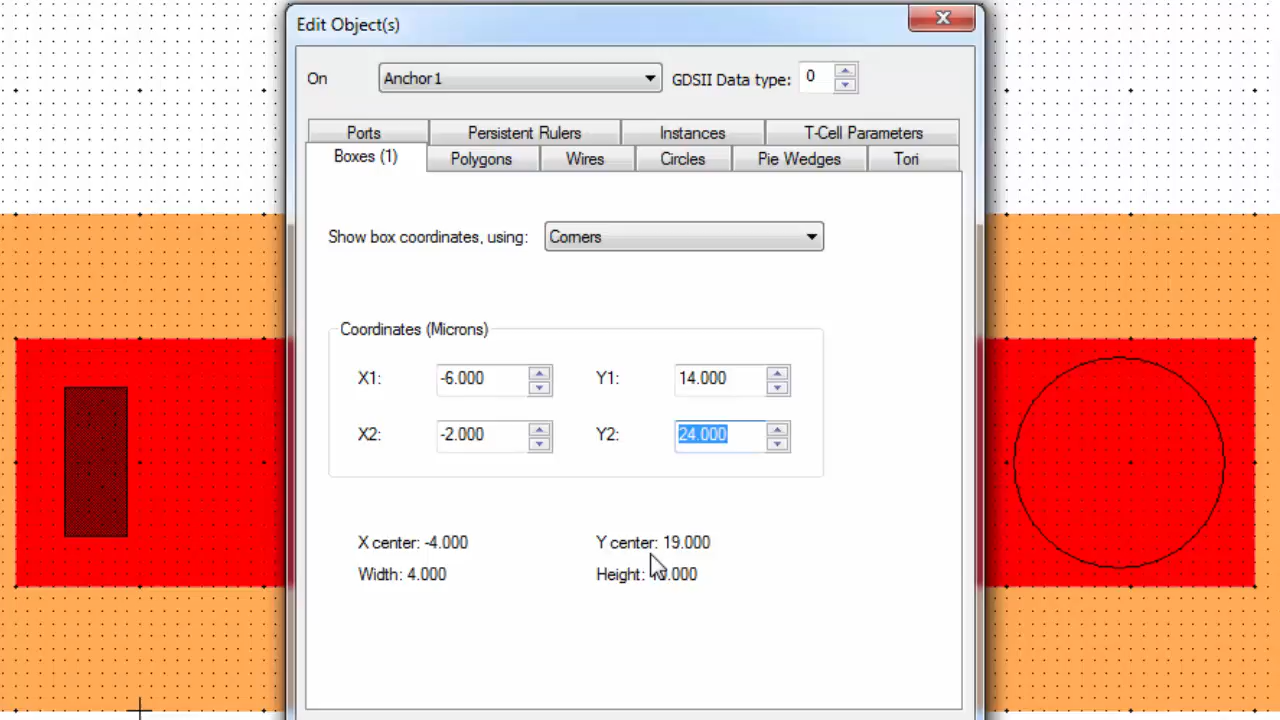 Edit Object(s)
On Anchor1 GDSII Data type: 0
Ports Persistent Rulers Instances T-Cell Parameters
Boxes (1) Polygons Wires Circles Pie Wedges Tori
Show box coordinates, using: Corners
Coordinates (Microns)
X1: -6.000 Y1: 14.000
X2: -2.000 Y2: 24.000
X center: -4.000 Y center: 19.000
Width: 4.000 Height: